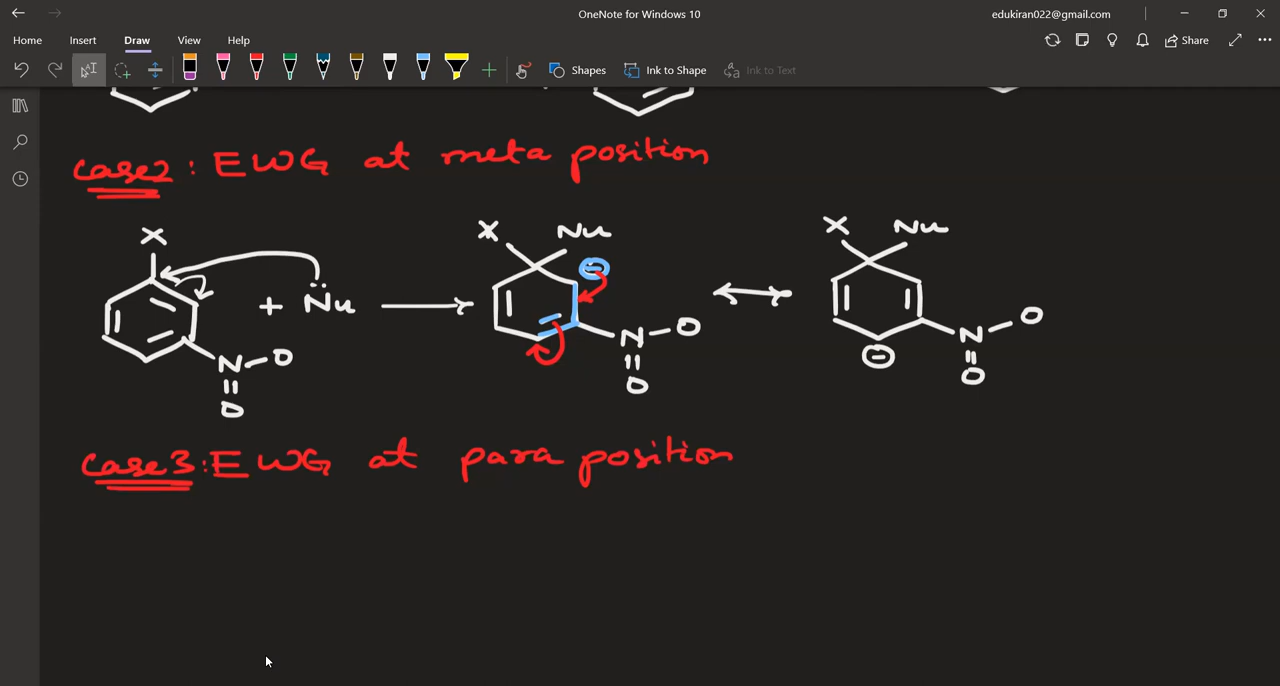 OneNote for Windows 10
edukiran022@gmail.com
Home Insert Draw View Help
Share
Shapes Ink to Shape Ink to Text
case2: EWG at meta position
X Nu X Nu
X ⊖
+ N̈u N-O N-O
N-O O ⊖ O
O
case3: EWG at para position